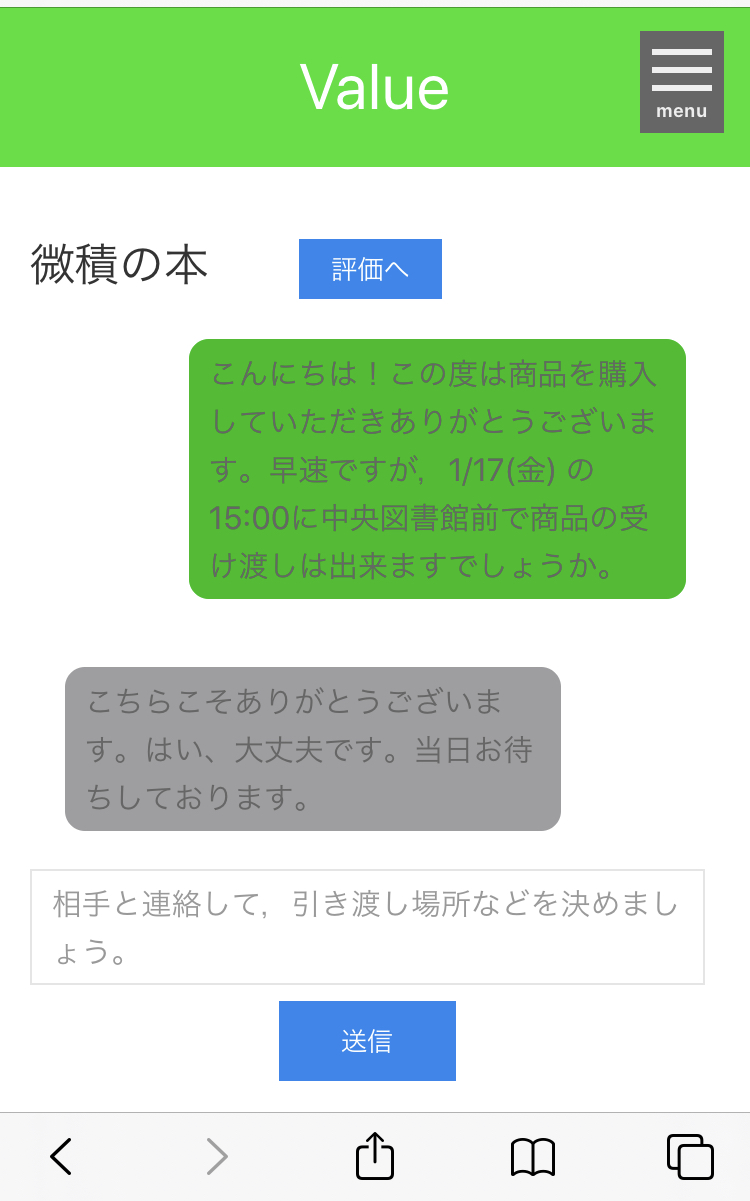 Value
menu
微積の本
評価へ
こんにちは！この度は商品を購入
していただきありがとうございま
す。早速ですが，1/17(金) の
15:00に中央図書館前で商品の受
け渡しは出来ますでしょうか。
こちらこそありがとうございま
す。はい、大丈夫です。当日お待
ちしております。
相手と連絡して，引き渡し場所などを決めまし
ょう。
送信